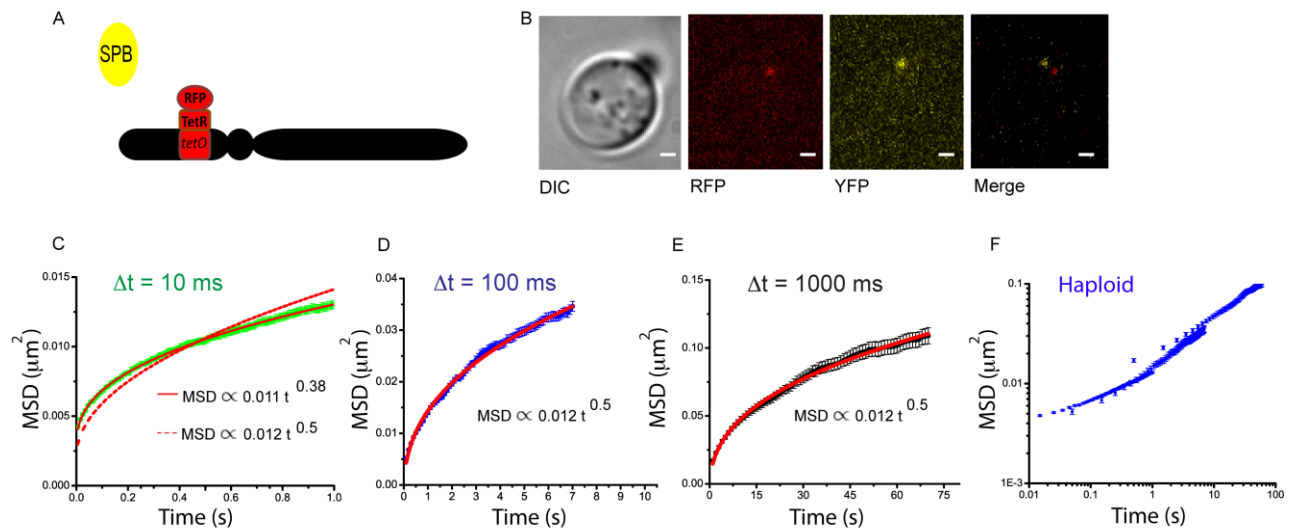 A
SPB
RFP
TetR
tetO
B
DIC
RFP
YFP
Merge
C
Δt = 10 ms
MSD (μm²)
0.015
0.010
0.005
0.000
MSD ∝ 0.011 t^0.38
MSD ∝ 0.012 t^0.5
0.0 0.2 0.4 0.6 0.8 1.0
Time (s)
D
Δt = 100 ms
MSD (μm²)
0.04
0.03
0.02
0.01
0.00
MSD ∝ 0.012 t^0.5
0 1 2 3 4 5 6 7 8 9 10
Time (s)
E
Δt = 1000 ms
MSD (μm²)
0.20
0.15
0.10
0.05
0.00
MSD ∝ 0.012 t^0.5
0 15 30 45 60 75
Time (s)
F
Haploid
MSD (μm²)
0.1
0.01
1E-3
0.01 0.1 1 10 100
Time (s)